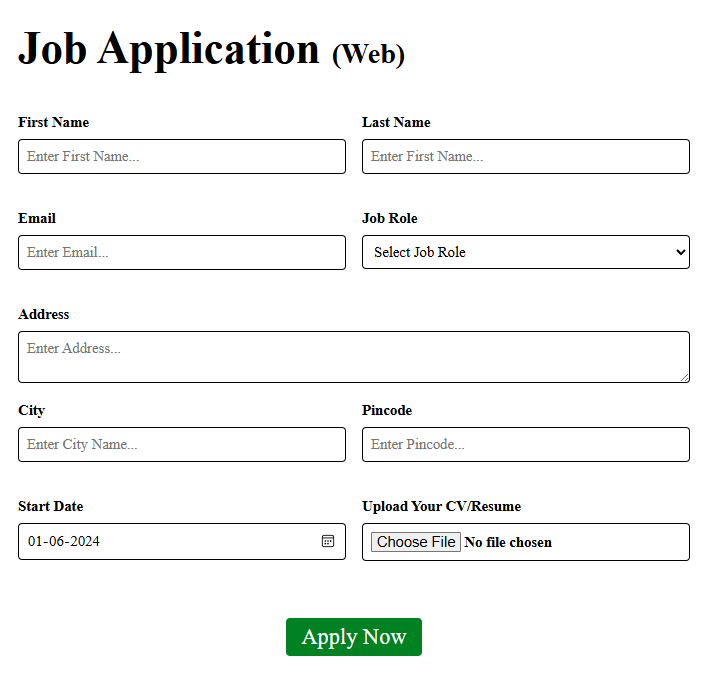 Job Application (Web)
First Name
Last Name
Enter First Name...
Enter First Name...
Email
Job Role
Enter Email...
Select Job Role
Address
Enter Address...
City
Pincode
Enter City Name...
Enter Pincode...
Start Date
Upload Your CV/Resume
01-06-2024
Choose File No file chosen
Apply Now